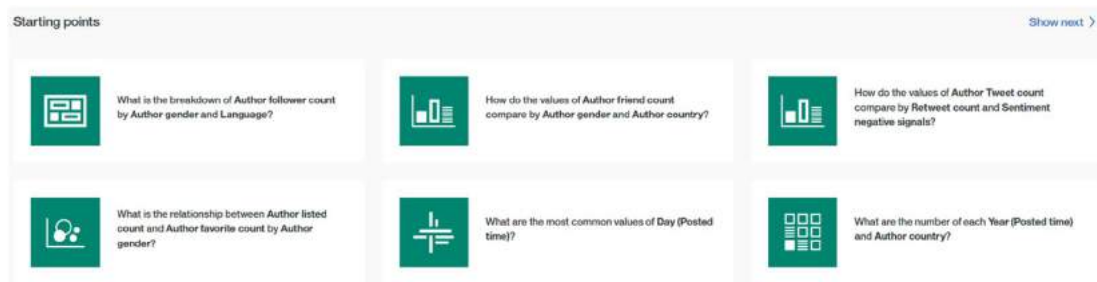 Starting points
Show next
What is the breakdown of Author follower count
by Author gender and Language?
How do the values of Author friend count
compare by Author gender and Author country?
How do the values of Author Tweet count
compare by Retweet count and Sentiment
negative signals?
What is the relationship between Author listed
count and Author favorite count by Author
gender?
What are the most common values of Day (Posted
time)?
What are the number of each Year (Posted time)
and Author country?